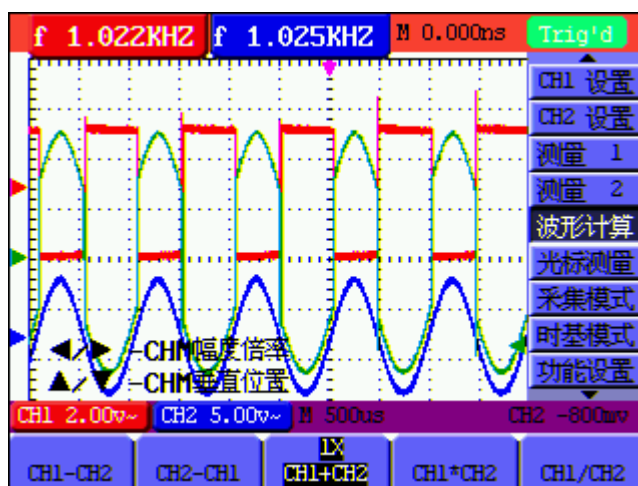 f 1.022KHZ
f 1.025KHZ
M 0.000ns
Trig'd
CH1 设置
CH2 设置
测量 1
测量 2
波形计算
光标测量
采集模式
时基模式
功能设置
◀/▶ -CHM幅度倍率
▲/▼ -CHM垂直位置
CH1 2.00v~
CH2 5.00v~
M 500us
CH2 -800mv
CH1-CH2
CH2-CH1
1X
CH1+CH2
CH1*CH2
CH1/CH2